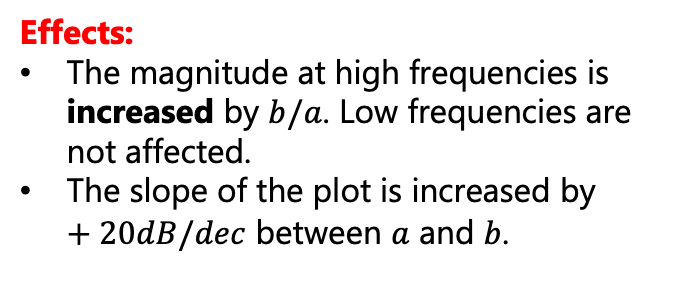 Effects:
• The magnitude at high frequencies is
increased by b/a. Low frequencies are
not affected.
• The slope of the plot is increased by
+ 20dB/dec between a and b.